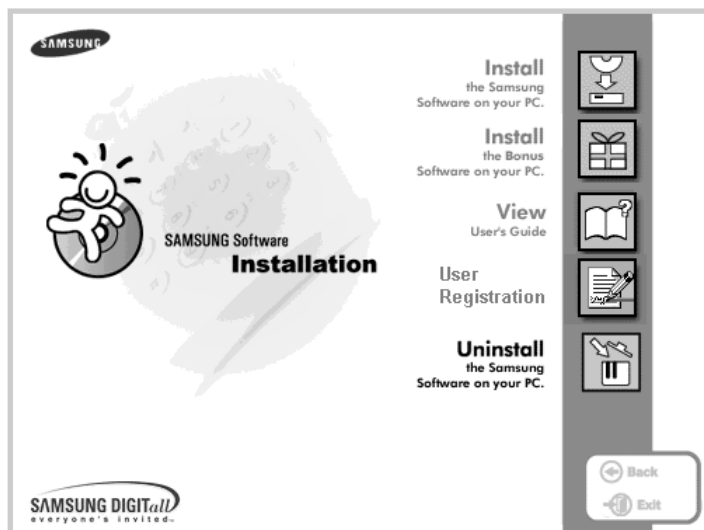 SAMSUNG
Install
the Samsung
Software on your PC.
Install
the Bonus
Software on your PC.
View
User's Guide
SAMSUNG Software
Installation
User
Registration
Uninstall
the Samsung
Software on your PC.
Back
Exit
SAMSUNG DIGITall
everyone's invited™